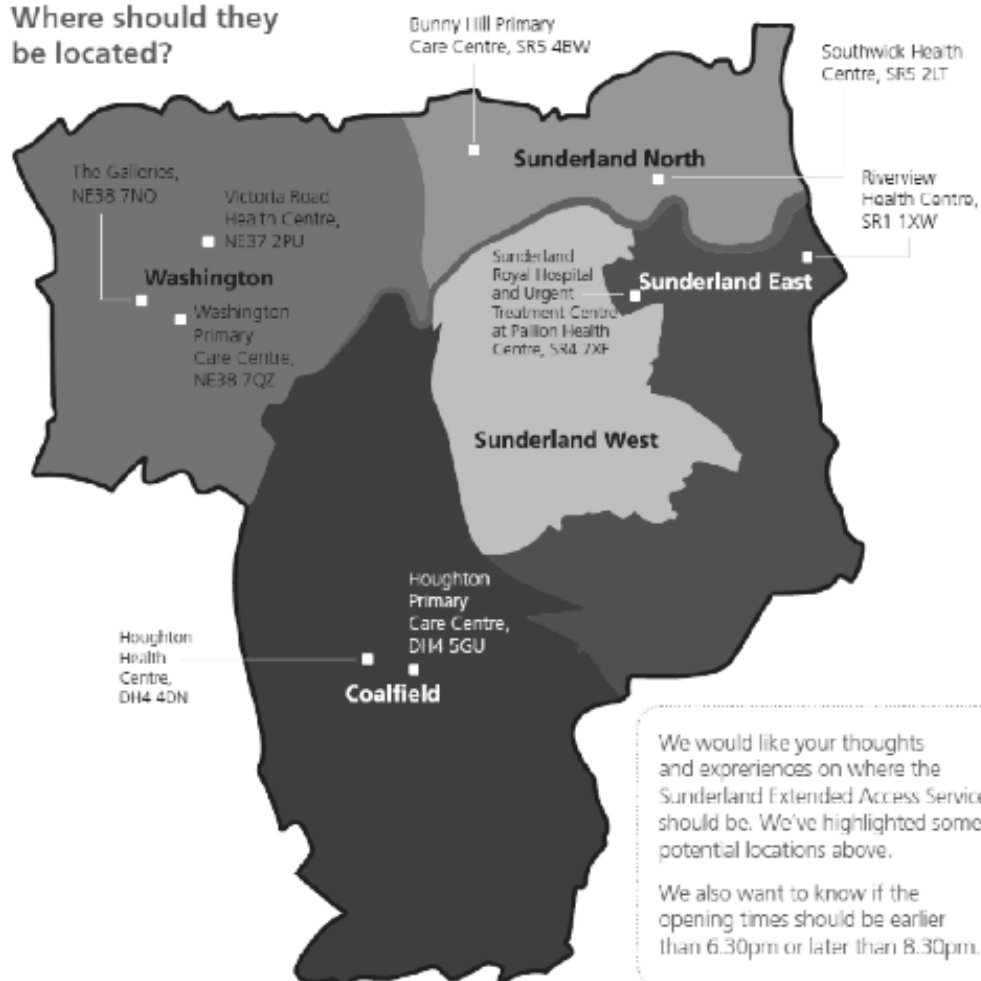 Where should they
be located?
Bunny Hill Primary
Care Centre, SR5 4BW
Southwick Health
Centre, SR5 2LT
Sunderland North
The Galleries,
NE38 7NQ
Victoria Road
Health Centre,
NE37 2PU
Riverview
Health Centre,
SR1 1XW
Washington
Sunderland
Royal Hospital
and Urgent
Treatment Centre
at Pallion Health
Centre, SR4 7XF
Sunderland East
Washington
Primary
Care Centre,
NE38 7QZ
Sunderland West
Houghton
Primary
Care Centre,
DH4 5GU
Houghton
Health
Centre,
DH4 4DN
Coalfield
We would like your thoughts
and expreriences on where the
Sunderland Extended Access Service
should be. We've highlighted some
potential locations above.
We also want to know if the
opening times should be earlier
than 6.30pm or later than 8.30pm.